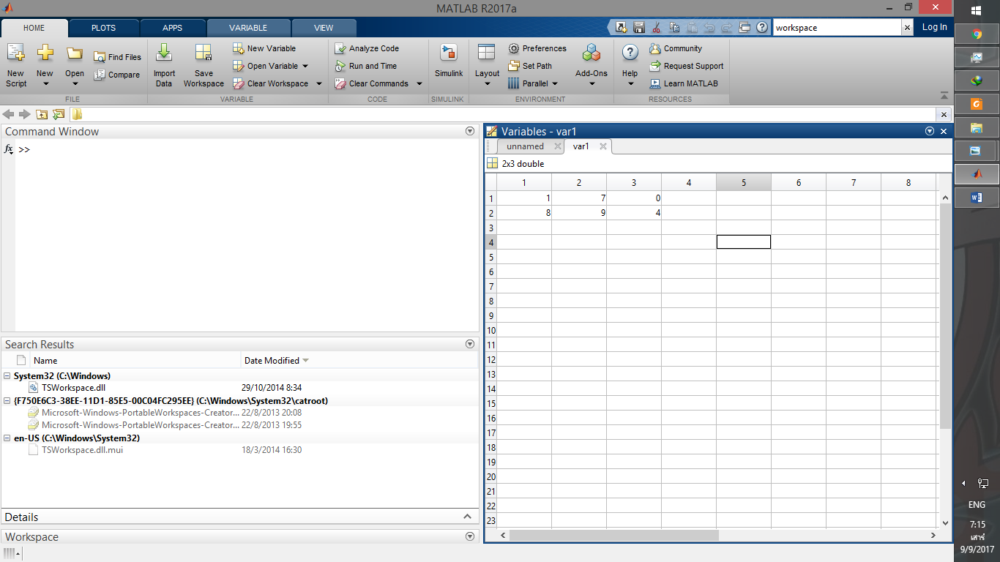 MATLAB R2017a
HOME PLOTS APPS VARIABLE VIEW
workspace
Log In
New Script
New
Open
Find Files
Compare
FILE
Import Data
Save Workspace
New Variable
Open Variable
Clear Workspace
VARIABLE
Analyze Code
Run and Time
Clear Commands
CODE
Simulink
SIMULINK
Layout
Preferences
Set Path
Parallel
Add-Ons
ENVIRONMENT
Help
Community
Request Support
Learn MATLAB
RESOURCES
Command Window
fx >>
Search Results
Name Date Modified
System32 (C:\Windows)
TSWorkspace.dll 29/10/2014 8:34
{F750E6C3-38EE-11D1-85E5-00C04FC295EE} (C:\Windows\System32\catroot)
Microsoft-Windows-PortableWorkspaces-Creator... 22/8/2013 20:08
Microsoft-Windows-PortableWorkspaces-Creator... 22/8/2013 19:55
en-US (C:\Windows\System32)
TSWorkspace.dll.mui 18/3/2014 16:30
Details
Workspace
Variables - var1
unnamed var1
2x3 double
1 2 3 4 5 6 7 8
1 1 7 0
2 8 9 4
3
4
5
6
7
8
9
10
11
12
13
14
15
16
17
18
19
20
21
22
23
ENG
7:15
เสาร์
9/9/2017